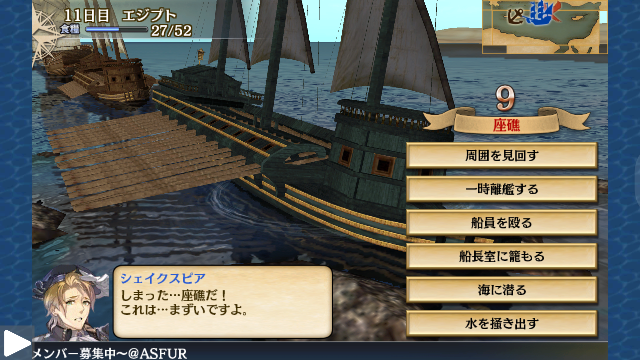 11日目 エジプト
食糧 27/52
9
座礁
周囲を見回す
一時離艦する
船員を殴る
船長室に籠もる
海に潜る
水を掻き出す
シェイクスピア
しまった…座礁だ！
これは…まずいですよ。
メンバー募集中～@ASFUR